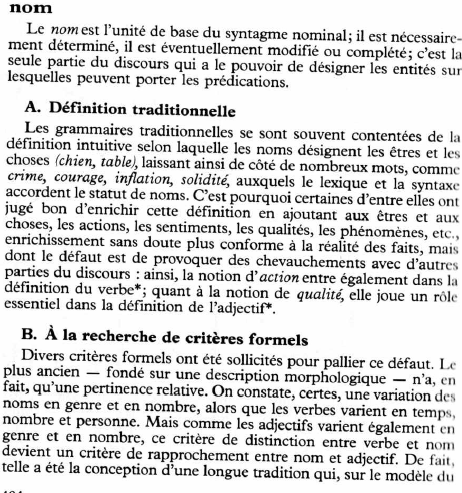 nom
Le nom est l'unité de base du syntagme nominal; il est nécessaire-
ment déterminé, il est éventuellement modifié ou complété; c'est la
seule partie du discours qui a le pouvoir de désigner les entités sur
lesquelles peuvent porter les prédications.
A. Définition traditionnelle
Les grammaires traditionnelles se sont souvent contentées de la
définition intuitive selon laquelle les noms désignent les êtres et les
choses (chien, table), laissant ainsi de côté de nombreux mots, comme
crime, courage, inflation, solidité, auxquels le lexique et la syntaxe
accordent le statut de noms. C'est pourquoi certaines d'entre elles ont
jugé bon d'enrichir cette définition en ajoutant aux êtres et aux
choses, les actions, les sentiments, les qualités, les phénomènes, etc.,
enrichissement sans doute plus conforme à la réalité des faits, mais
dont le défaut est de provoquer des chevauchements avec d'autres
parties du discours : ainsi, la notion d'action entre également dans la
définition du verbe*; quant à la notion de qualité, elle joue un rôle
essentiel dans la définition de l'adjectif*.
B. À la recherche de critères formels
Divers critères formels ont été sollicités pour pallier ce défaut. Le
plus ancien — fondé sur une description morphologique — n'a, en
fait, qu'une pertinence relative. On constate, certes, une variation des
noms en genre et en nombre, alors que les verbes varient en temps,
nombre et personne. Mais comme les adjectifs varient également en
genre et en nombre, ce critère de distinction entre verbe et nom
devient un critère de rapprochement entre nom et adjectif. De fait,
telle a été la conception d'une longue tradition qui, sur le modèle du